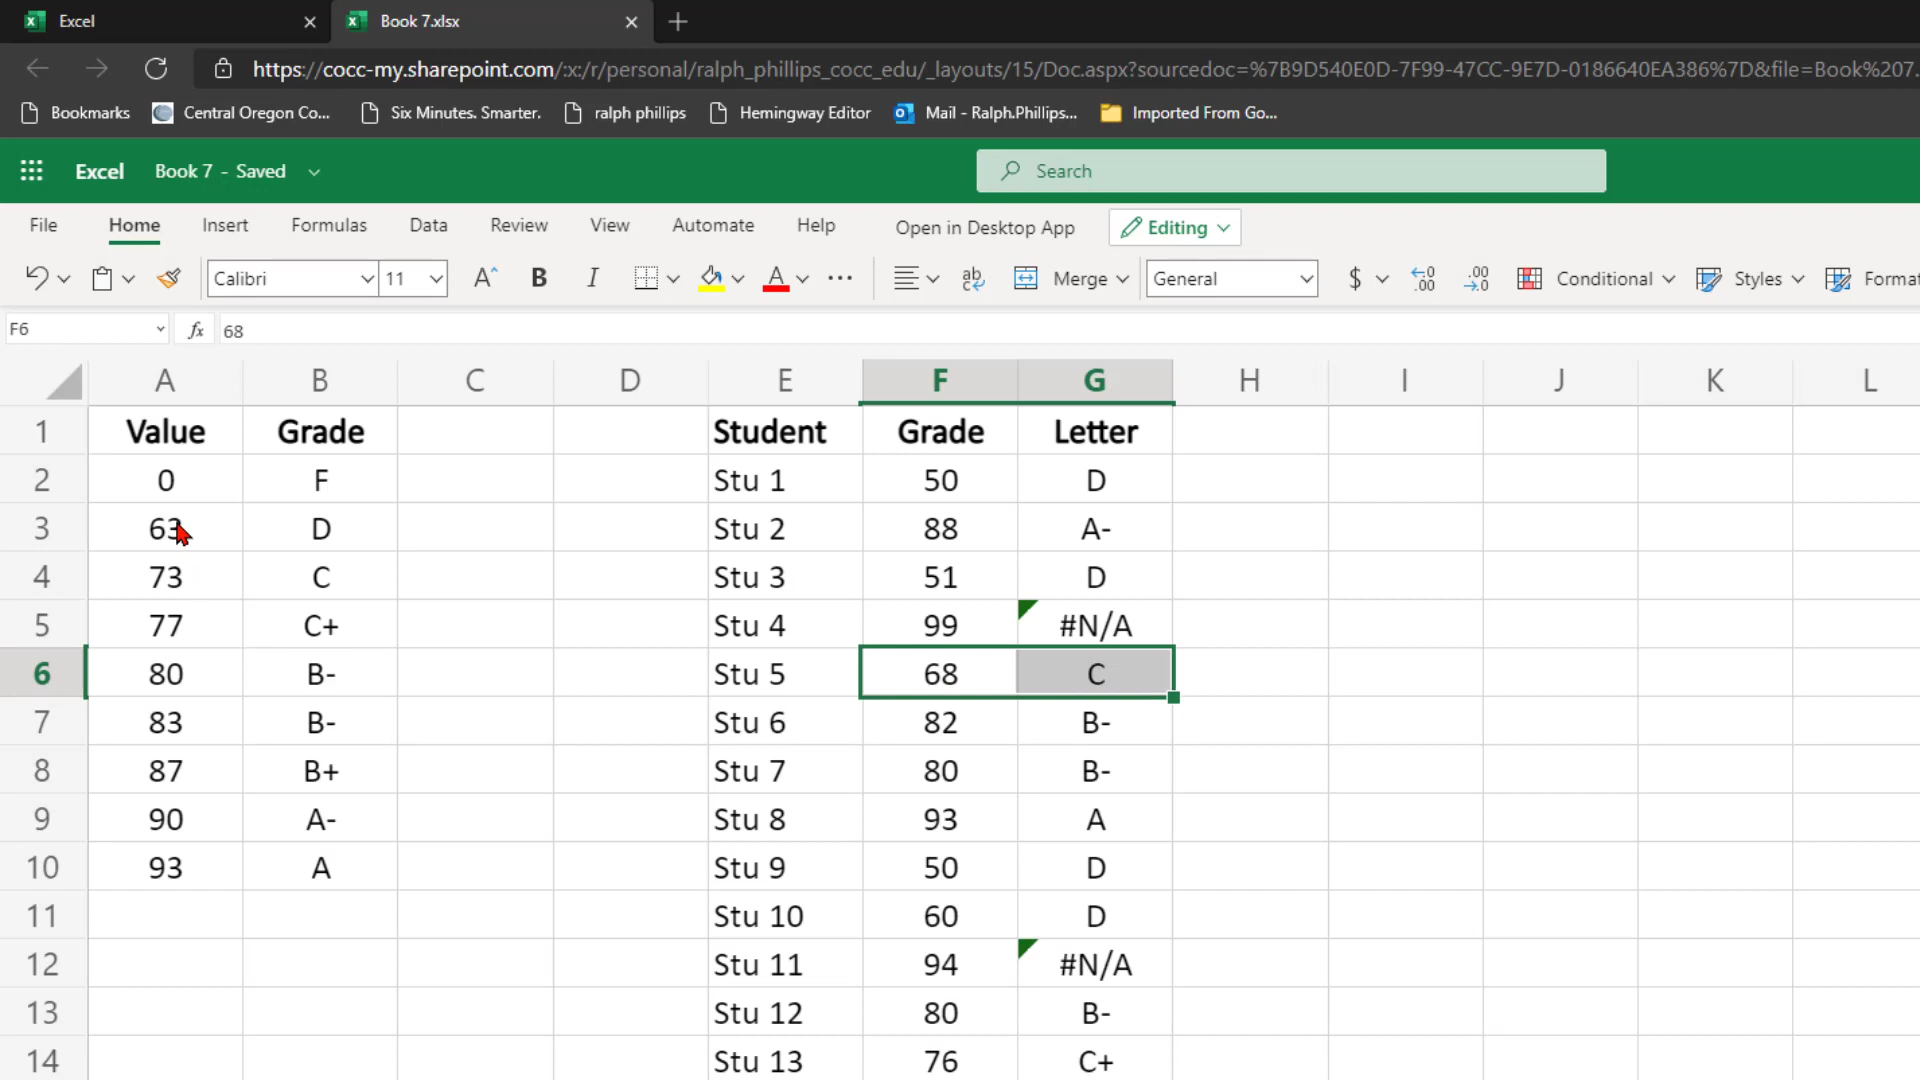 Excel
Book 7.xlsx
https://cocc-my.sharepoint.com/:x:/r/personal/ralph_phillips_cocc_edu/_layouts/15/Doc.aspx?sourcedoc=%7B9D540E0D-7F99-47CC-9E7D-0186640EA386%7D&file=Book%207.
Bookmarks Central Oregon Co... Six Minutes. Smarter. ralph phillips Hemingway Editor Mail - Ralph.Phillips... Imported From Go...
Excel Book 7 - Saved Search
File Home Insert Formulas Data Review View Automate Help Open in Desktop App Editing
Calibri 11 A^ B I A ... ab Merge General $ .00 .00 Conditional Styles Forma
F6 fx 68
A B C D E F G H I J K L
1 Value Grade Student Grade Letter
2 0 F Stu 1 50 D
3 63 D Stu 2 88 A-
4 73 C Stu 3 51 D
5 77 C+ Stu 4 99 #N/A
6 80 B- Stu 5 68 C
7 83 B- Stu 6 82 B-
8 87 B+ Stu 7 80 B-
9 90 A- Stu 8 93 A
10 93 A Stu 9 50 D
11 Stu 10 60 D
12 Stu 11 94 #N/A
13 Stu 12 80 B-
14 Stu 13 76 C+